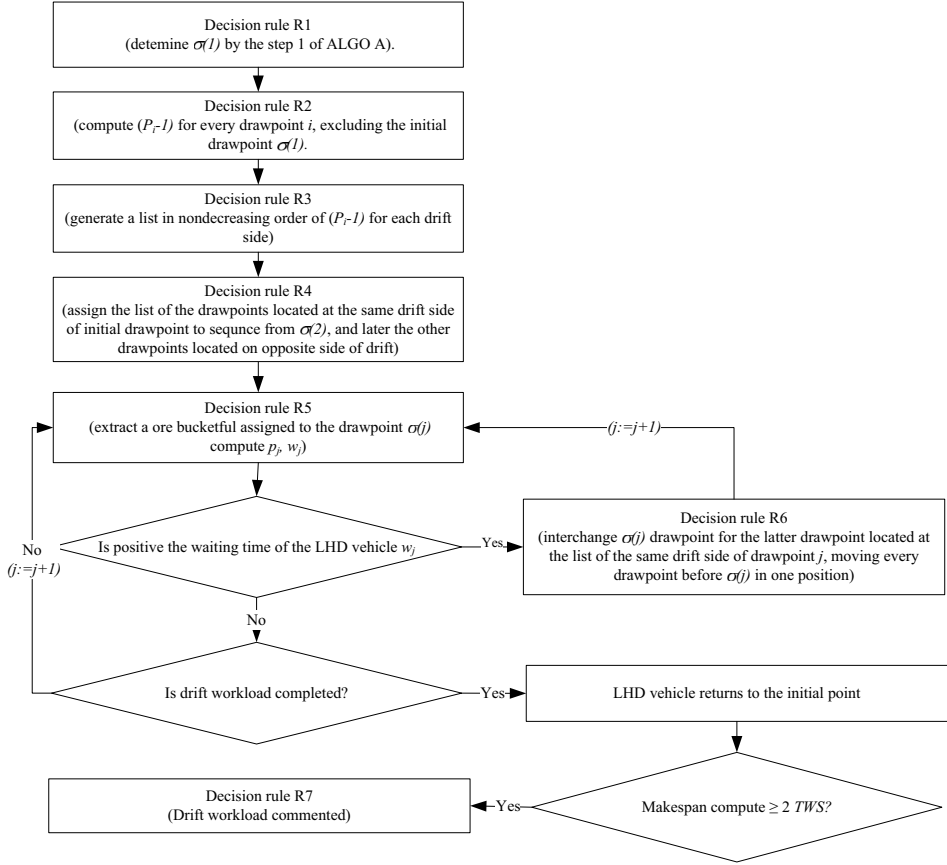 Decision rule R1
(detemine σ(1) by the step 1 of ALGO A).
Decision rule R2
(compute (Pi-1) for every drawpoint i, excluding the initial
drawpoint σ(1).
Decision rule R3
(generate a list in nondecreasing order of (Pi-1) for each drift
side)
Decision rule R4
(assign the list of the drawpoints located at the same drift side
of initial drawpoint to sequnce from σ(2), and later the other
drawpoints located on opposite side of drift)
Decision rule R5
(extract a ore bucketful assigned to the drawpoint σ(j)
compute pj, wj)
(j:=j+1)
Is positive the waiting time of the LHD vehicle wj
Yes
Decision rule R6
(interchange σ(j) drawpoint for the latter drawpoint located at
the list of the same drift side of drawpoint j, moving every
drawpoint before σ(j) in one position)
No
(j:=j+1)
No
Is drift workload completed?
Yes
LHD vehicle returns to the initial point
Makespan compute ≥ 2 TWS?
Yes
Decision rule R7
(Drift workload commented)